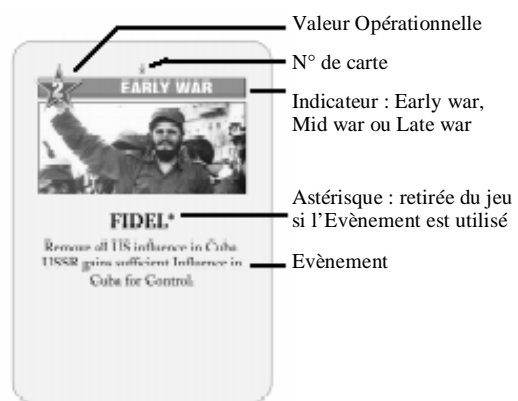 Valeur Opérationnelle
N° de carte
2
EARLY WAR
Indicateur : Early war,
Mid war ou Late war
Astérisque : retirée du jeu
si l'Evènement est utilisé
FIDEL*
Remove all US influence in Cuba.
USSR gains sufficient Influence in
Cuba for Control.
Evènement